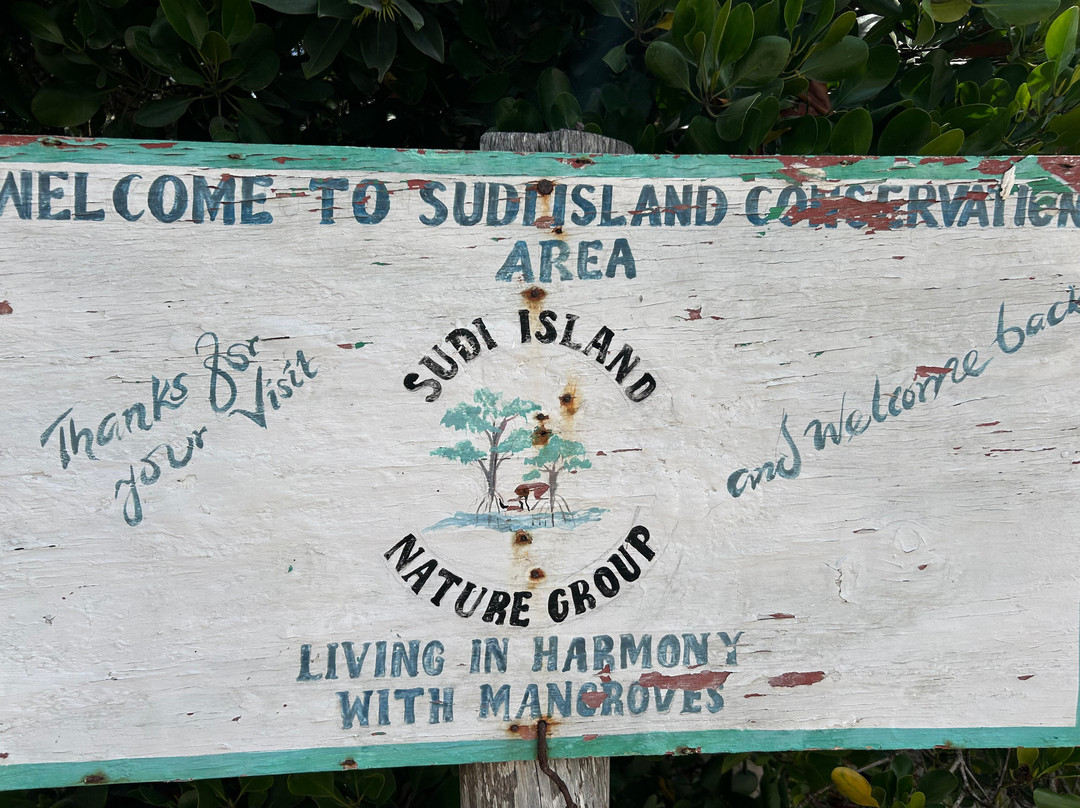 WELCOME TO SUDI ISLAND CONSERVATION
AREA
Thanks for
your Visit
and Welcome back
SUDI ISLAND
NATURE GROUP
LIVING IN HARMONY
WITH MANGROVES